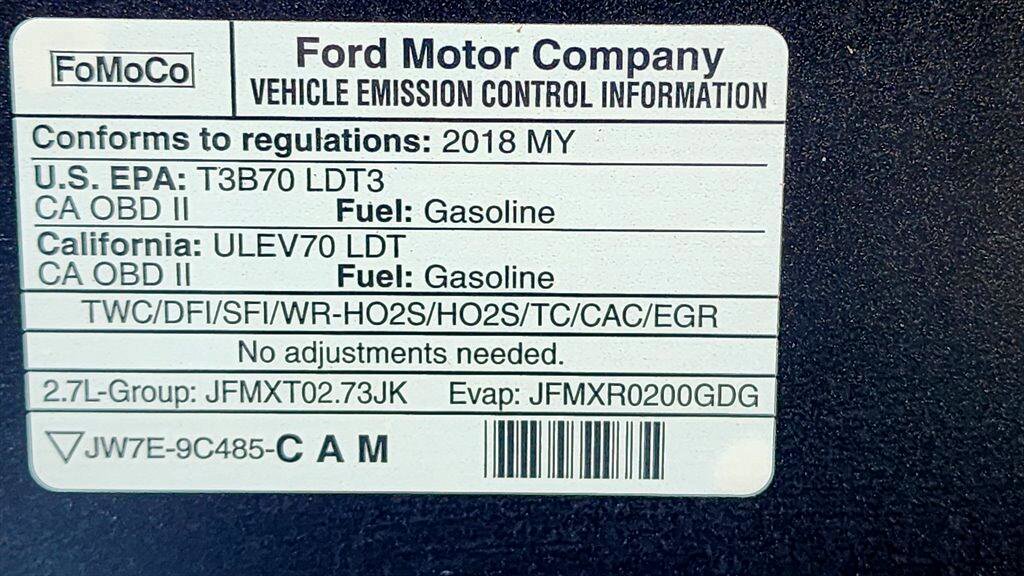 FoMoCo
Ford Motor Company
VEHICLE EMISSION CONTROL INFORMATION
Conforms to regulations: 2018 MY
U.S. EPA: T3B70 LDT3
CA OBD II Fuel: Gasoline
California: ULEV70 LDT
CA OBD II Fuel: Gasoline
TWC/DFI/SFI/WR-HO2S/HO2S/TC/CAC/EGR
No adjustments needed.
2.7L-Group: JFMXT02.73JK Evap: JFMXR0200GDG
JW7E-9C485-C A M